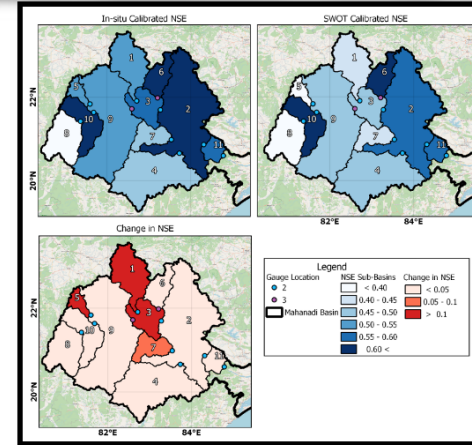 In-situ Calibrated NSE
SWOT Calibrated NSE
22°N
20°N
1
5
6
3
2
10
9
8
7
11
4
1
5
6
3
2
10
9
8
7
11
4
82°E
84°E
Change in NSE
22°N
20°N
1
5
6
3
2
10
9
8
7
11
4
82°E
84°E
Legend
Gauge Location
2
3
Mahanadi Basin
NSE Sub-Basins
< 0.40
0.40 - 0.45
0.45 - 0.50
0.50 - 0.55
0.55 - 0.60
0.60 <
Change in NSE
< 0.05
0.05 - 0.1
> 0.1